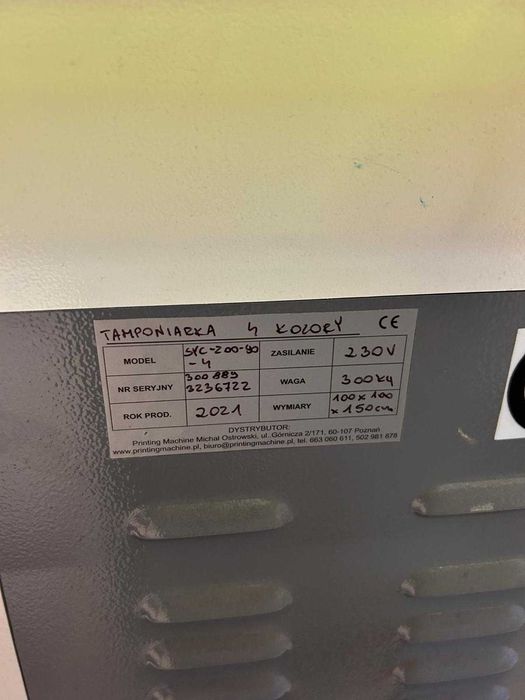 TAMPONIARKA 4 KOLORY CE
MODEL SYC-200-90-4 ZASILANIE 230V
NR SERYJNY 300889 3236722 WAGA 300kg
ROK PROD. 2021 WYMIARY 100x100 x150cm
DYSTRYBUTOR:
Printing Machine Michał Ostrowski, ul. Górnicza 2/171, 60-107 Poznań
www.printingmachine.pl, biuro@printingmachine.pl, tel. 663 060 611, 502 981 878